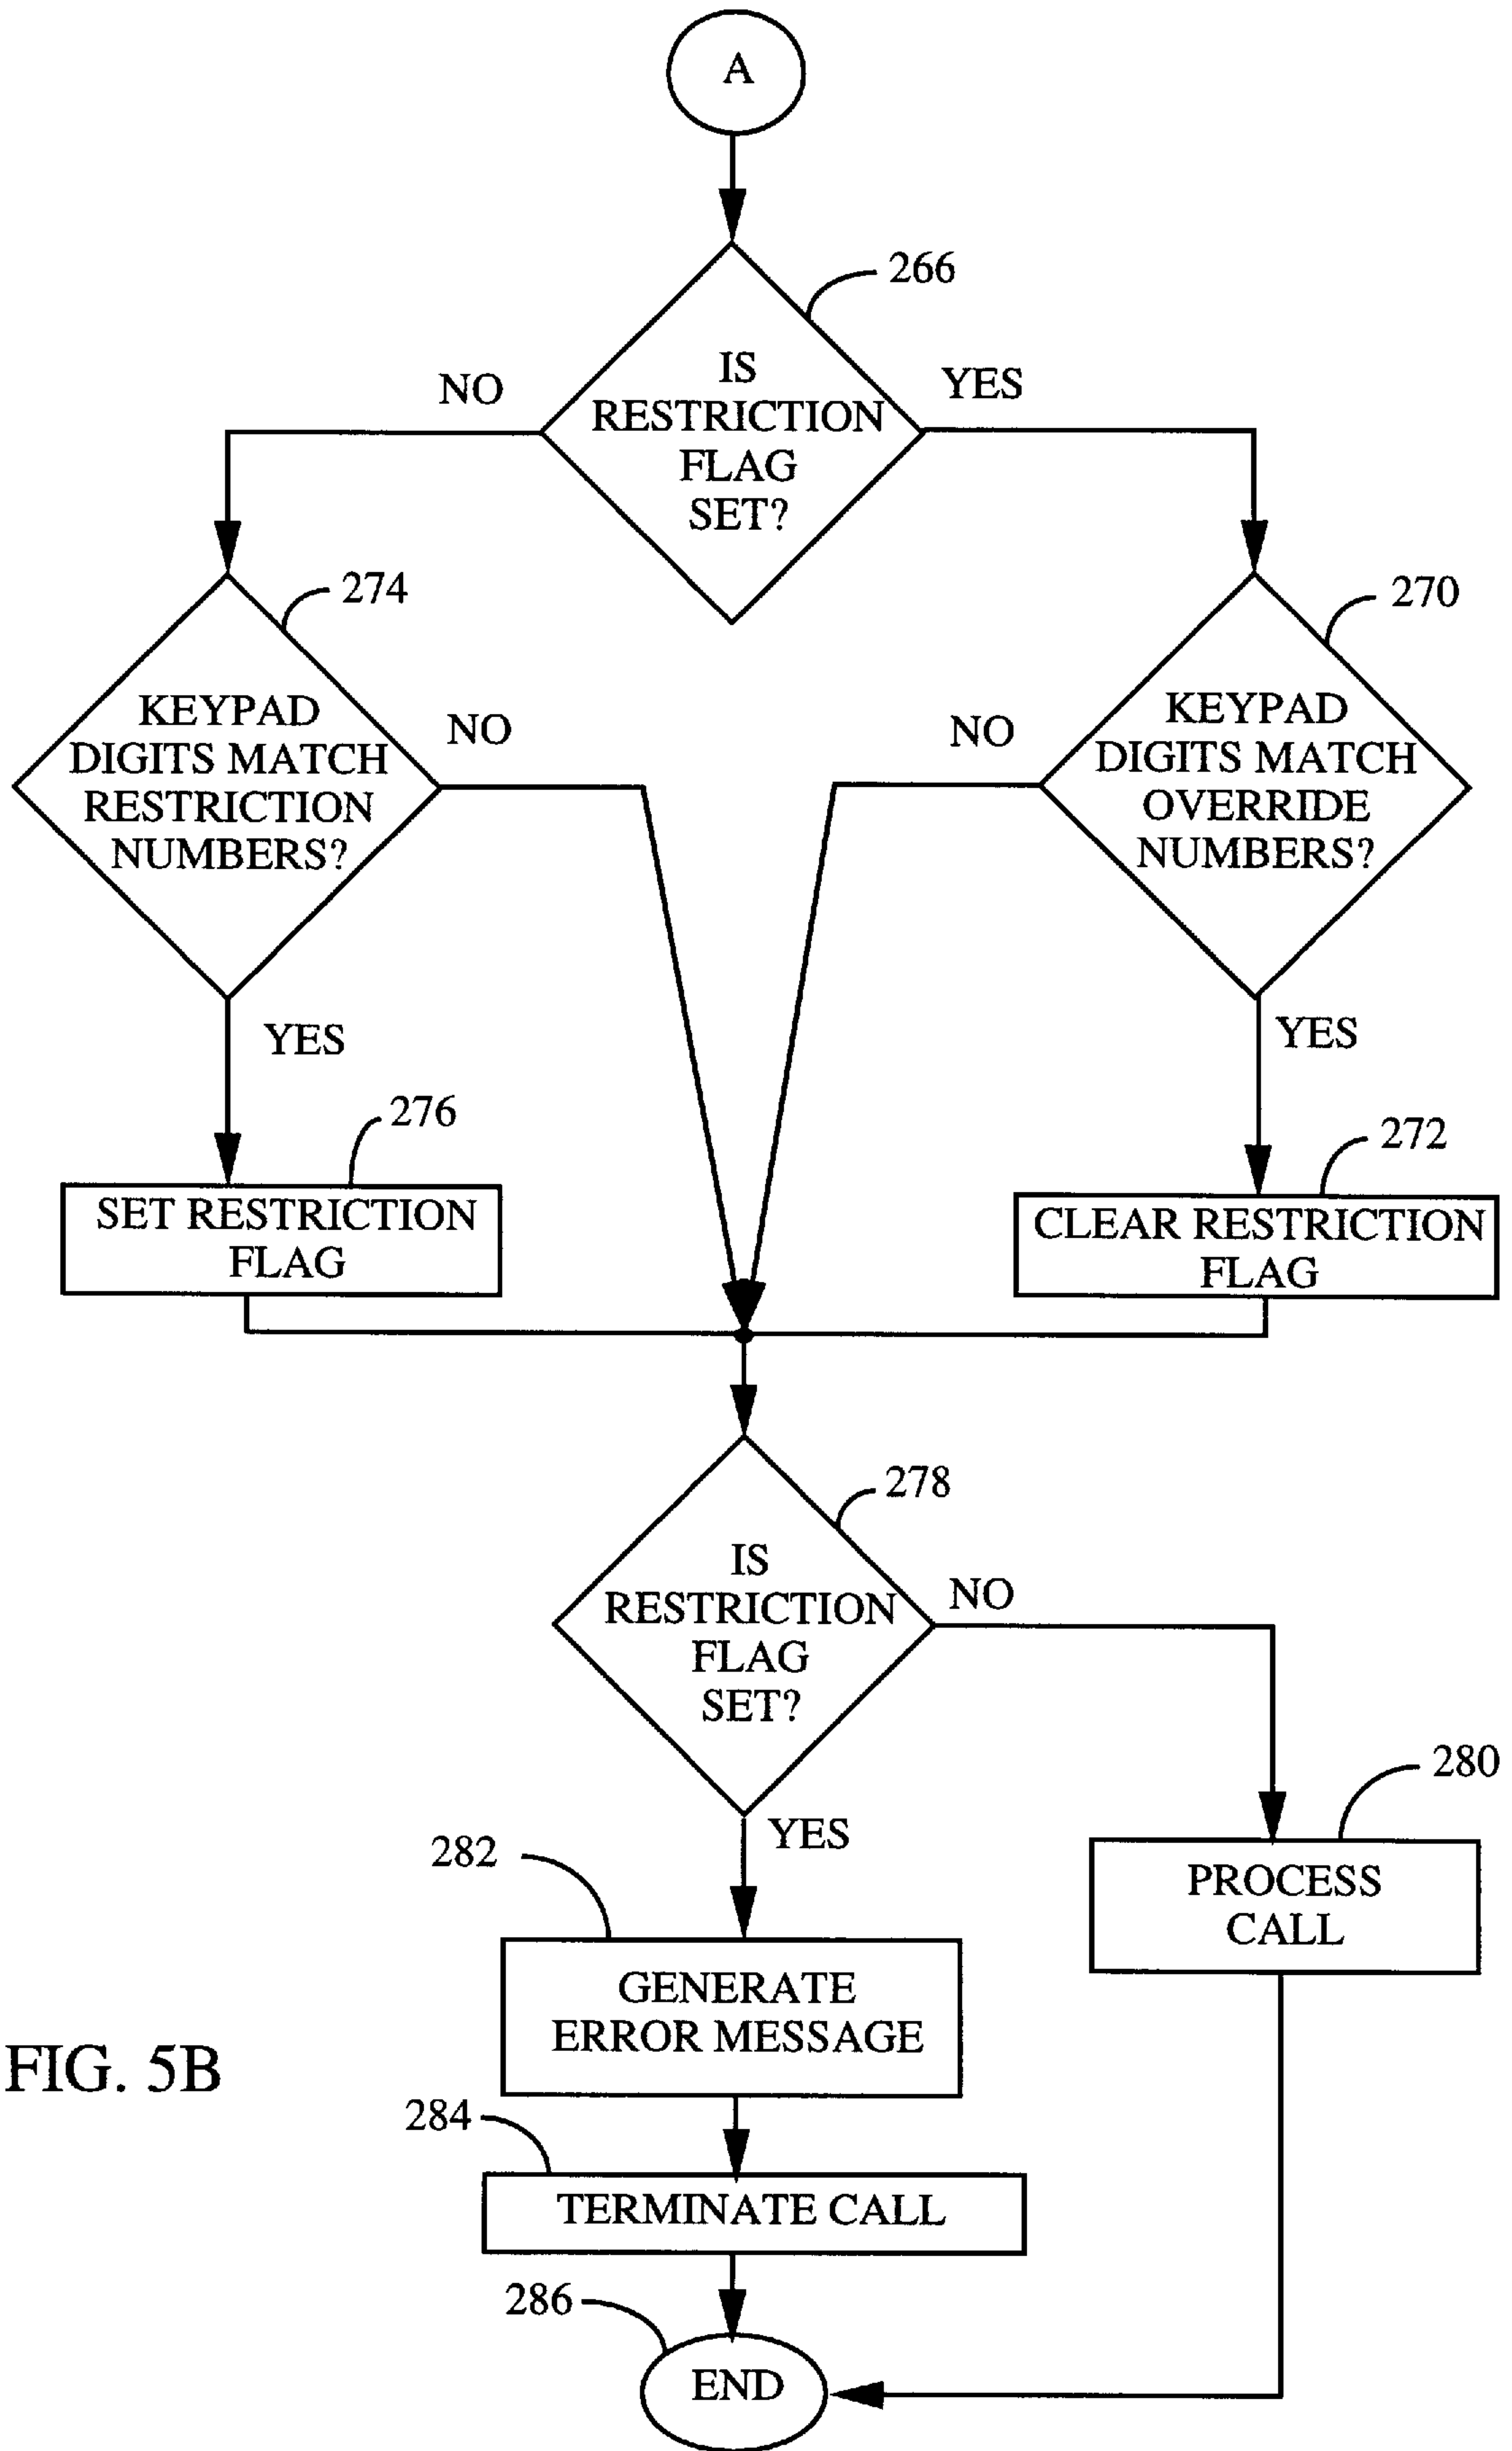 A
266
IS
RESTRICTION
FLAG
SET?
NO
YES
274
KEYPAD
DIGITS MATCH
RESTRICTION
NUMBERS?
NO
YES
270
KEYPAD
DIGITS MATCH
OVERRIDE
NUMBERS?
NO
YES
276
SET RESTRICTION
FLAG
272
CLEAR RESTRICTION
FLAG
278
IS
RESTRICTION
FLAG
SET?
NO
YES
280
PROCESS
CALL
282
GENERATE
ERROR MESSAGE
284
TERMINATE CALL
286
END
FIG. 5B